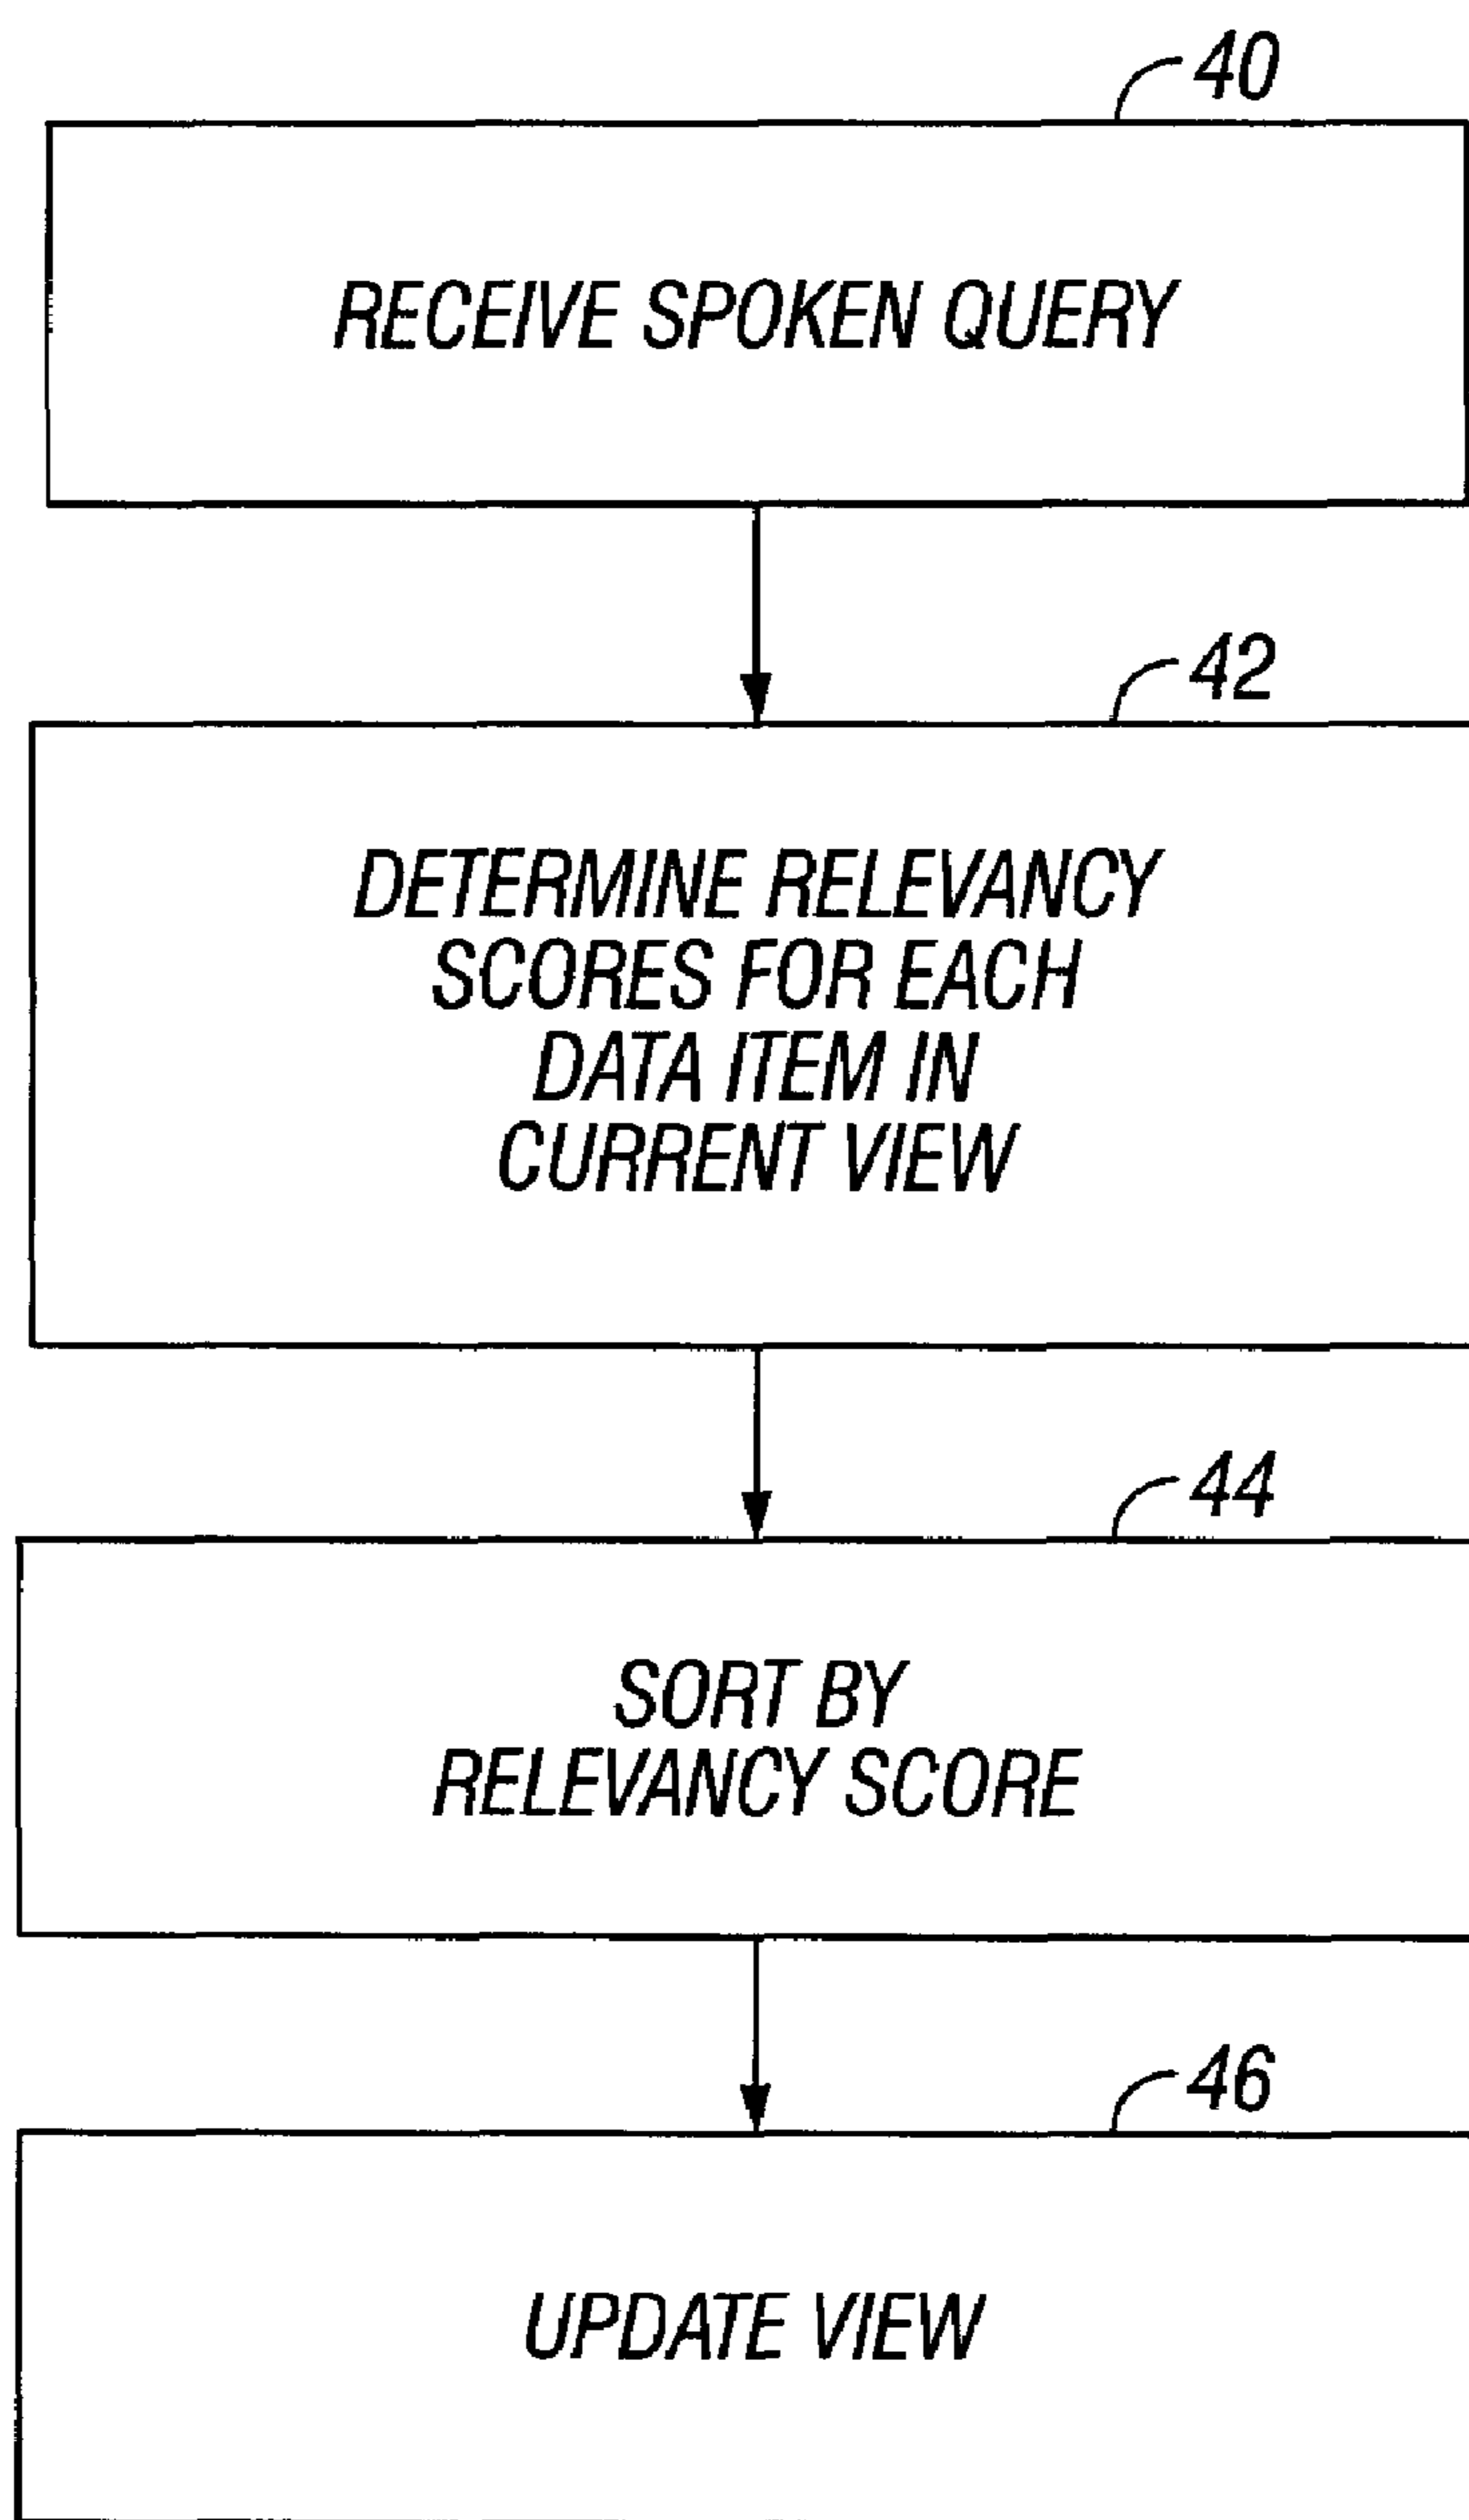 40
RECEIVE SPOKEN QUERY
42
DETERMINE RELEVANCY
SCORES FOR EACH
DATA ITEM IN
CURRENT VIEW
44
SORT BY
RELEVANCY SCORE
46
UPDATE VIEW